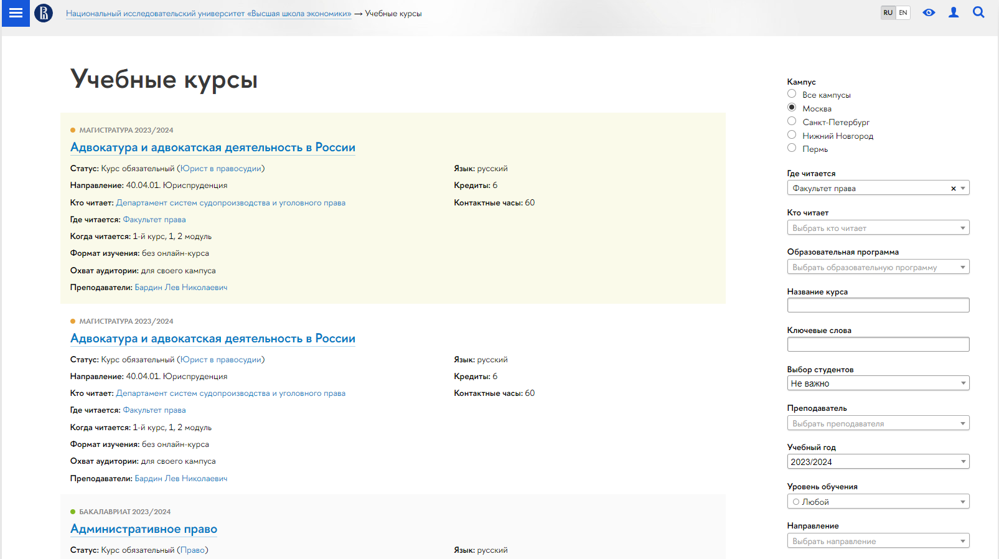 Национальный исследовательский университет «Высшая школа экономики» → Учебные курсы
RU EN
Учебные курсы
МАГИСТРАТУРА 2023/2024
Адвокатура и адвокатская деятельность в России
Статус: Курс обязательный (Юрист в правосудии)
Язык: русский
Направление: 40.04.01. Юриспруденция
Кредиты: 6
Кто читает: Департамент систем судопроизводства и уголовного права
Контактные часы: 60
Где читается: Факультет права
Когда читается: 1-й курс, 1, 2 модуль
Формат изучения: без онлайн-курса
Охват аудитории: для своего кампуса
Преподаватели: Бардин Лев Николаевич
МАГИСТРАТУРА 2023/2024
Адвокатура и адвокатская деятельность в России
Статус: Курс обязательный (Юрист в правосудии)
Язык: русский
Направление: 40.04.01. Юриспруденция
Кредиты: 6
Кто читает: Департамент систем судопроизводства и уголовного права
Контактные часы: 60
Где читается: Факультет права
Когда читается: 1-й курс, 1, 2 модуль
Формат изучения: без онлайн-курса
Охват аудитории: для своего кампуса
Преподаватели: Бардин Лев Николаевич
БАКАЛАВРИАТ 2023/2024
Административное право
Статус: Курс обязательный (Право)
Язык: русский
Кампус
Все кампусы
Москва
Санкт-Петербург
Нижний Новгород
Пермь
Где читается
Факультет права
Кто читает
Выбрать кто читает
Образовательная программа
Выбрать образовательную программу
Название курса
Ключевые слова
Выбор студентов
Не важно
Преподаватель
Выбрать преподавателя
Учебный год
2023/2024
Уровень обучения
Любой
Направление
Выбрать направление